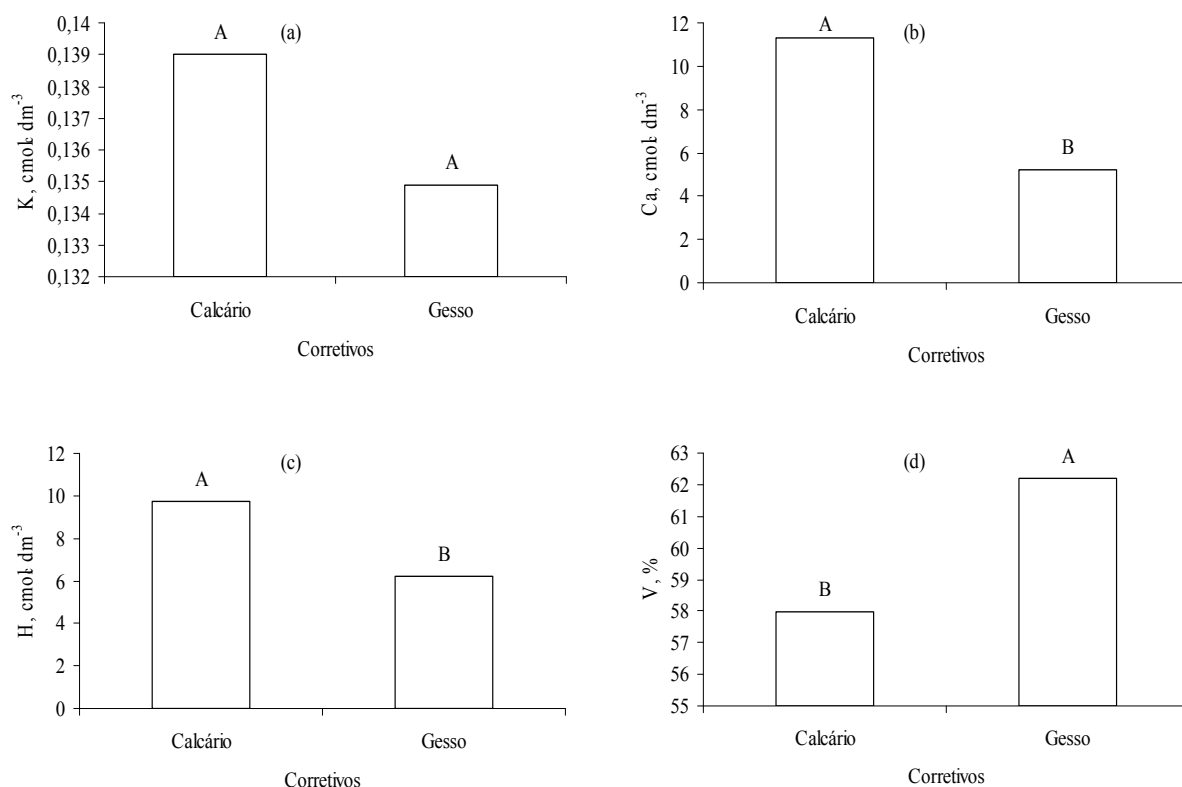 (a)
K, cmolc dm-3
0,14
0,139
0,138
0,137
0,136
0,135
0,134
0,133
0,132
A
A
Calcário Gesso
Corretivos
(b)
Ca, cmolc dm-3
12
10
8
6
4
2
0
A
B
Calcário Gesso
Corretivos
(c)
H, cmolc dm-3
12
10
8
6
4
2
0
A
B
Calcário Gesso
Corretivos
(d)
V, %
63
62
61
60
59
58
57
56
55
B
A
Calcário Gesso
Corretivos